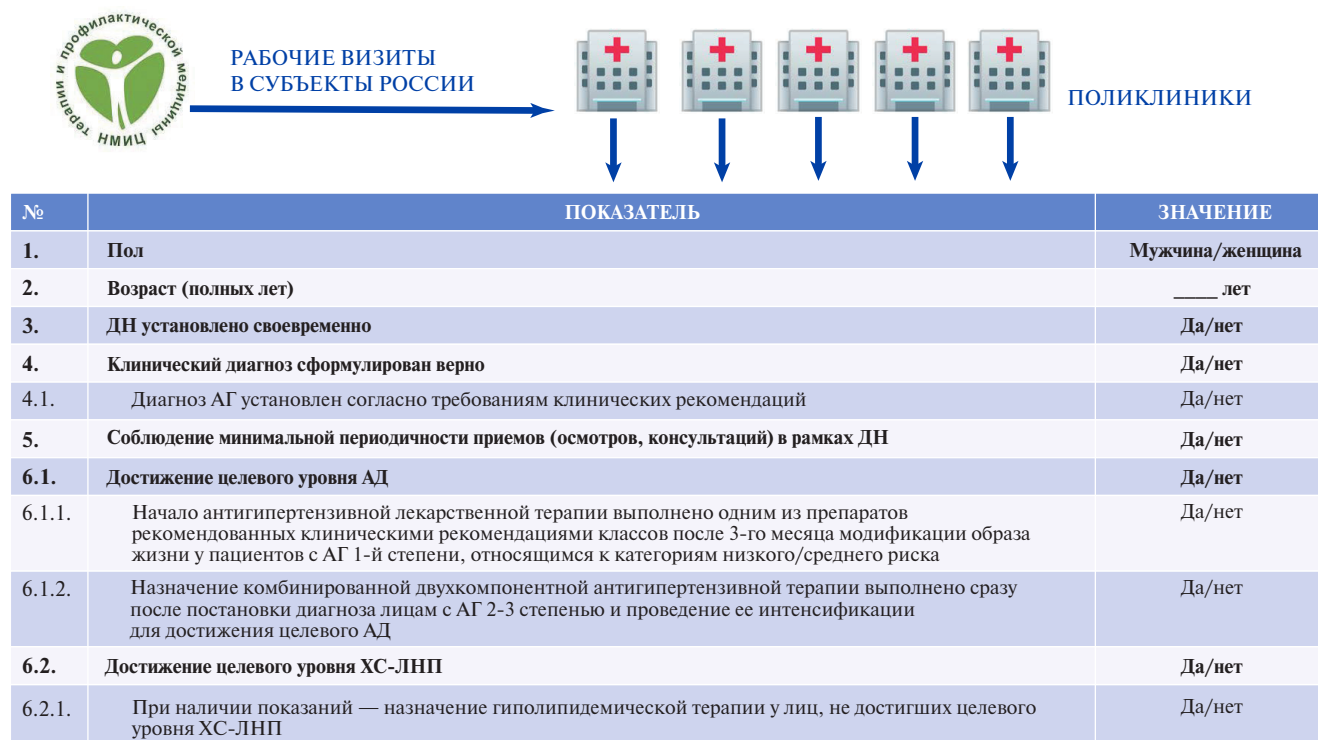 НМИЦ терапии и профилактической медицины
РАБОЧИЕ ВИЗИТЫ
В СУБЪЕКТЫ РОССИИ
ПОЛИКЛИНИКИ
№ ПОКАЗАТЕЛЬ ЗНАЧЕНИЕ
1. Пол Мужчина/женщина
2. Возраст (полных лет) ____ лет
3. ДН установлено своевременно Да/нет
4. Клинический диагноз сформулирован верно Да/нет
4.1. Диагноз АГ установлен согласно требованиям клинических рекомендаций Да/нет
5. Соблюдение минимальной периодичности приемов (осмотров, консультаций) в рамках ДН Да/нет
6.1. Достижение целевого уровня АД Да/нет
6.1.1. Начало антигипертензивной лекарственной терапии выполнено одним из препаратов Да/нет
рекомендованных клиническими рекомендациями классов после 3-го месяца модификации образа
жизни у пациентов с АГ 1-й степени, относящимся к категориям низкого/среднего риска
6.1.2. Назначение комбинированной двухкомпонентной антигипертензивной терапии выполнено сразу Да/нет
после постановки диагноза лицам с АГ 2-3 степенью и проведение ее интенсификации
для достижения целевого АД
6.2. Достижение целевого уровня ХС-ЛНП Да/нет
6.2.1. При наличии показаний — назначение гиполипидемической терапии у лиц, не достигших целевого Да/нет
уровня ХС-ЛНП